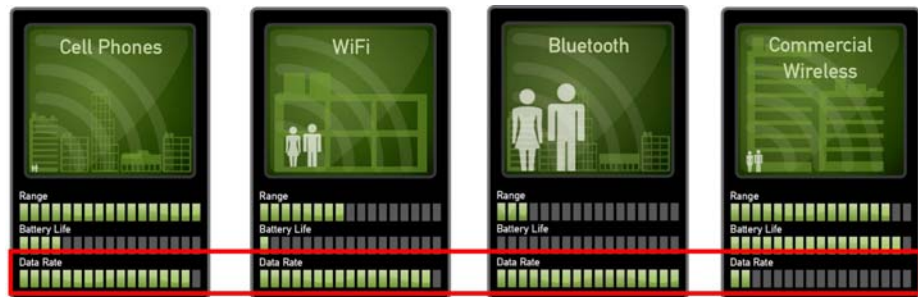 Cell Phones
Range
Battery Life
Data Rate
WiFi
Range
Battery Life
Data Rate
Bluetooth
Range
Battery Life
Data Rate
Commercial
Wireless
Range
Battery Life
Data Rate